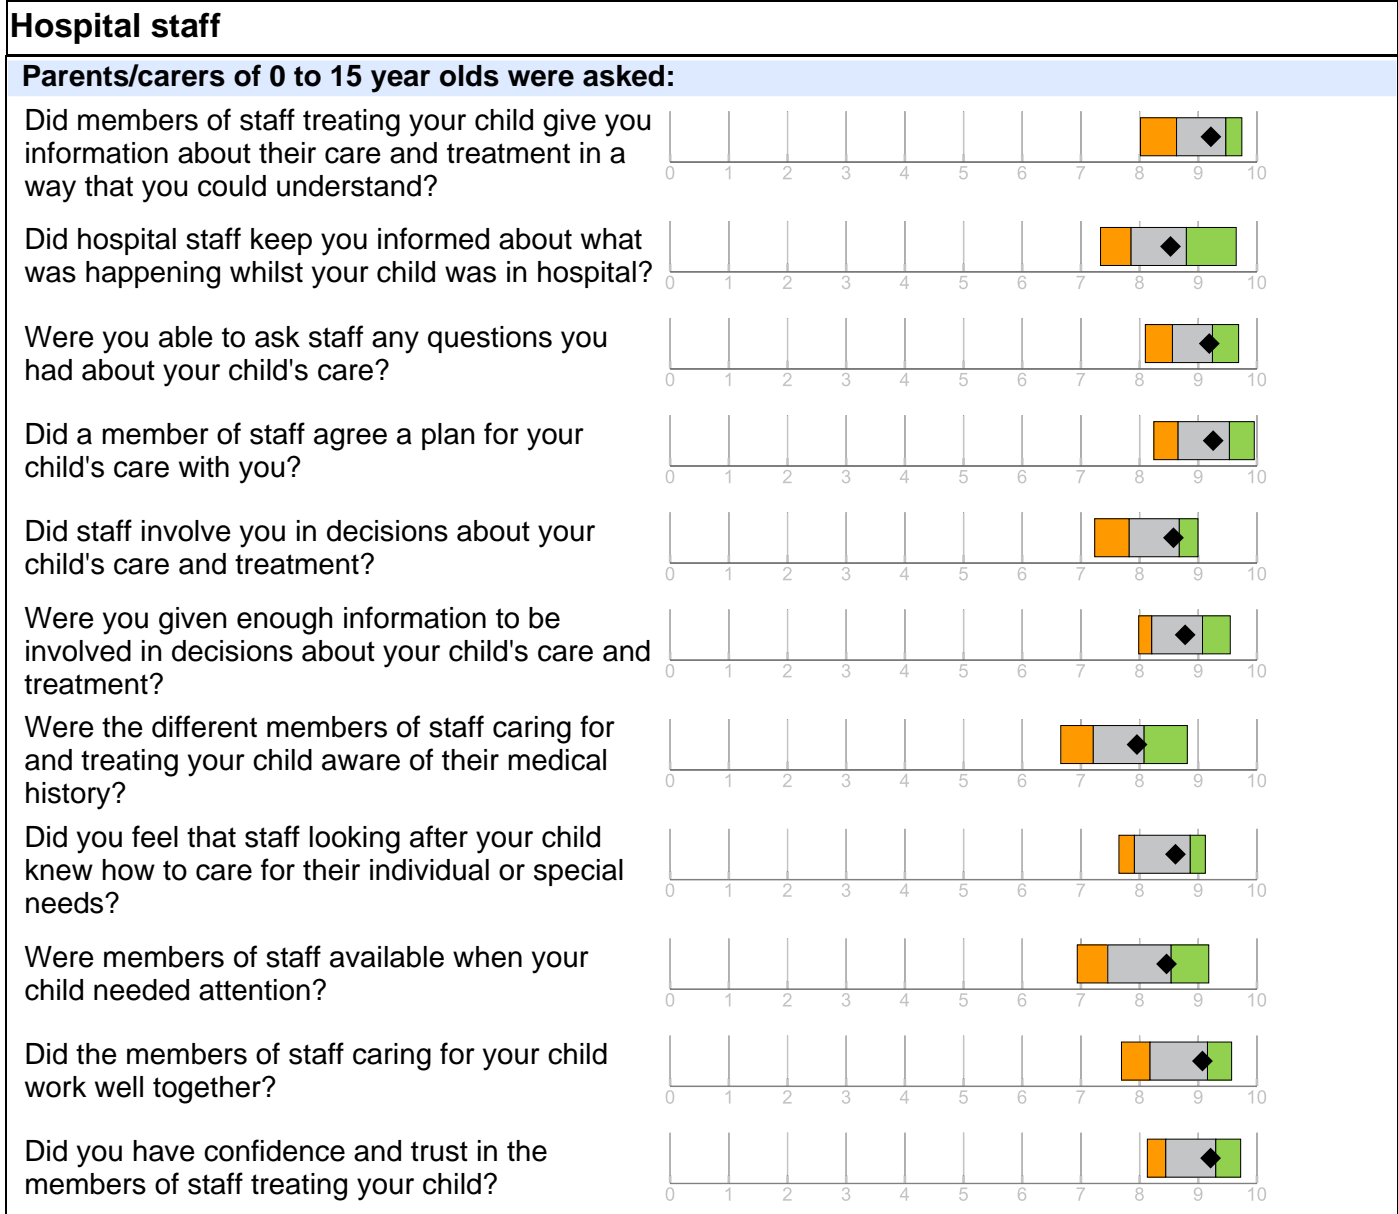 Hospital staff
Parents/carers of 0 to 15 year olds were asked:
Did members of staff treating your child give you
information about their care and treatment in a
way that you could understand?
0 1 2 3 4 5 6 7 8 9 10
Did hospital staff keep you informed about what
was happening whilst your child was in hospital?
0 1 2 3 4 5 6 7 8 9 10
Were you able to ask staff any questions you
had about your child's care?
0 1 2 3 4 5 6 7 8 9 10
Did a member of staff agree a plan for your
child's care with you?
0 1 2 3 4 5 6 7 8 9 10
Did staff involve you in decisions about your
child's care and treatment?
0 1 2 3 4 5 6 7 8 9 10
Were you given enough information to be
involved in decisions about your child's care and
treatment?
0 1 2 3 4 5 6 7 8 9 10
Were the different members of staff caring for
and treating your child aware of their medical
history?
0 1 2 3 4 5 6 7 8 9 10
Did you feel that staff looking after your child
knew how to care for their individual or special
needs?
0 1 2 3 4 5 6 7 8 9 10
Were members of staff available when your
child needed attention?
0 1 2 3 4 5 6 7 8 9 10
Did the members of staff caring for your child
work well together?
0 1 2 3 4 5 6 7 8 9 10
Did you have confidence and trust in the
members of staff treating your child?
0 1 2 3 4 5 6 7 8 9 10